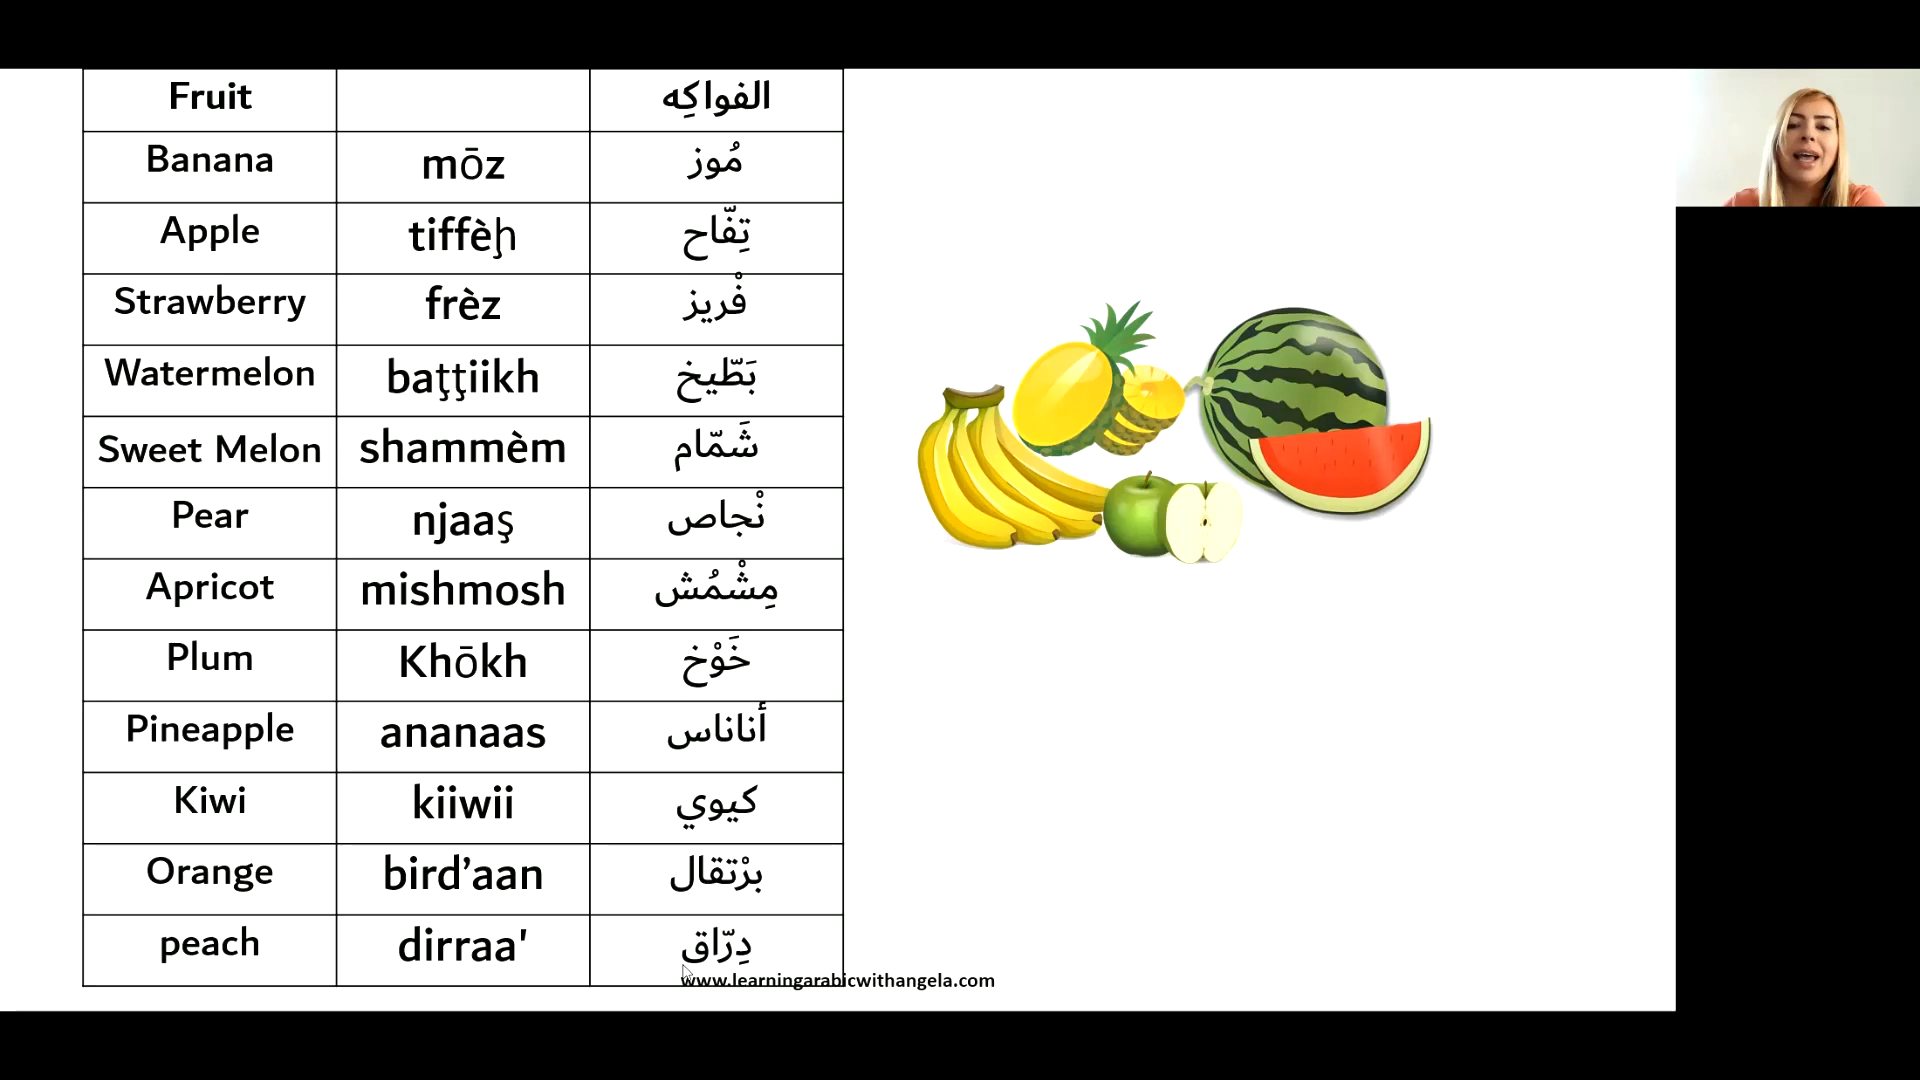 Fruit الفواكِه
Banana mōz مُوز
Apple tiffèḩ تِفّاح
Strawberry frèz فْريز
Watermelon baţţiikh بَطّيخ
Sweet Melon shammèm شَمّام
Pear njaaş نْجاص
Apricot mishmosh مِشْمُش
Plum Khōkh خَوْخ
Pineapple ananaas أناناس
Kiwi kiiwii كيوي
Orange bird’aan برْتقال
peach dirraa' دِرّاق
www.learningarabicwithangela.com